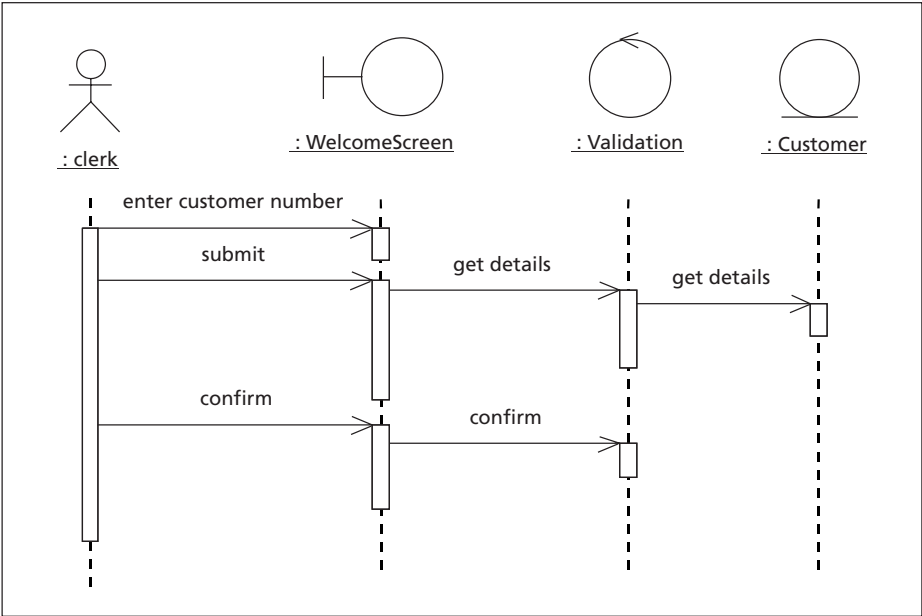 : clerk
: WelcomeScreen
: Validation
: Customer
enter customer number
submit
get details
get details
confirm
confirm